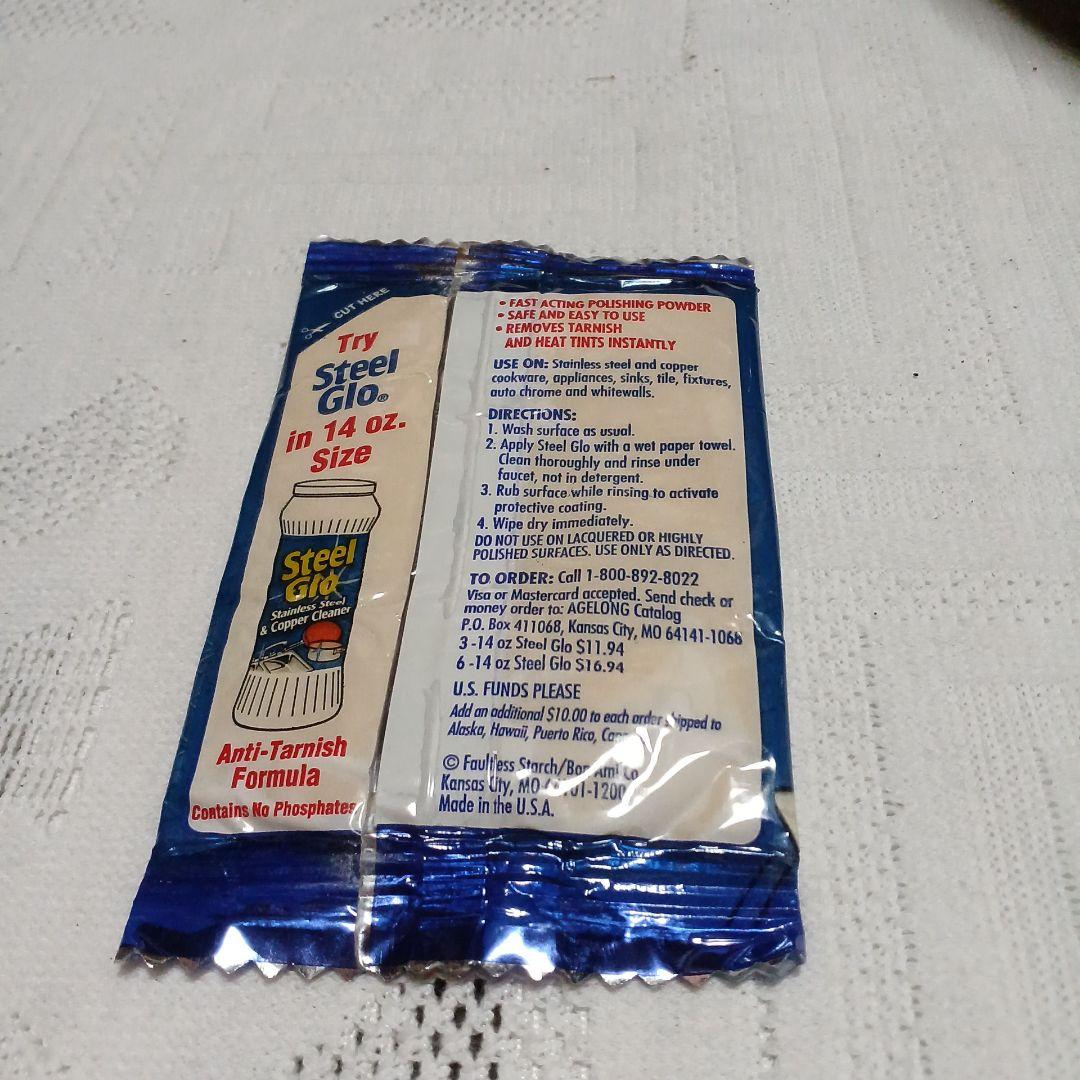 CUT HERE
Try
Steel
Glo®
in 14 oz.
Size
Steel
Glo
Stainless Steel
& Copper Cleaner
Anti-Tarnish
Formula
Contains No Phosphates
• FAST ACTING POLISHING POWDER
• SAFE AND EASY TO USE
• REMOVES TARNISH
AND HEAT TINTS INSTANTLY
USE ON: Stainless steel and copper
cookware, appliances, sinks, tile, fixtures,
auto chrome and whitewalls.
DIRECTIONS:
1. Wash surface as usual.
2. Apply Steel Glo with a wet paper towel.
Clean thoroughly and rinse under
faucet, not in detergent.
3. Rub surface while rinsing to activate
protective coating.
4. Wipe dry immediately.
DO NOT USE ON LACQUERED OR HIGHLY
POLISHED SURFACES. USE ONLY AS DIRECTED.
TO ORDER: Call 1-800-892-8022
Visa or Mastercard accepted. Send check or
money order to: AGELONG Catalog
P.O. Box 411068, Kansas City, MO 64141-1068
3 -14 oz Steel Glo $11.94
6 -14 oz Steel Glo $16.94
U.S. FUNDS PLEASE
Add an additional $10.00 to each order shipped to
Alaska, Hawaii, Puerto Rico,
© Faultless Starch/Bon Ami Co
Kansas City, MO
Made in the U.S.A.